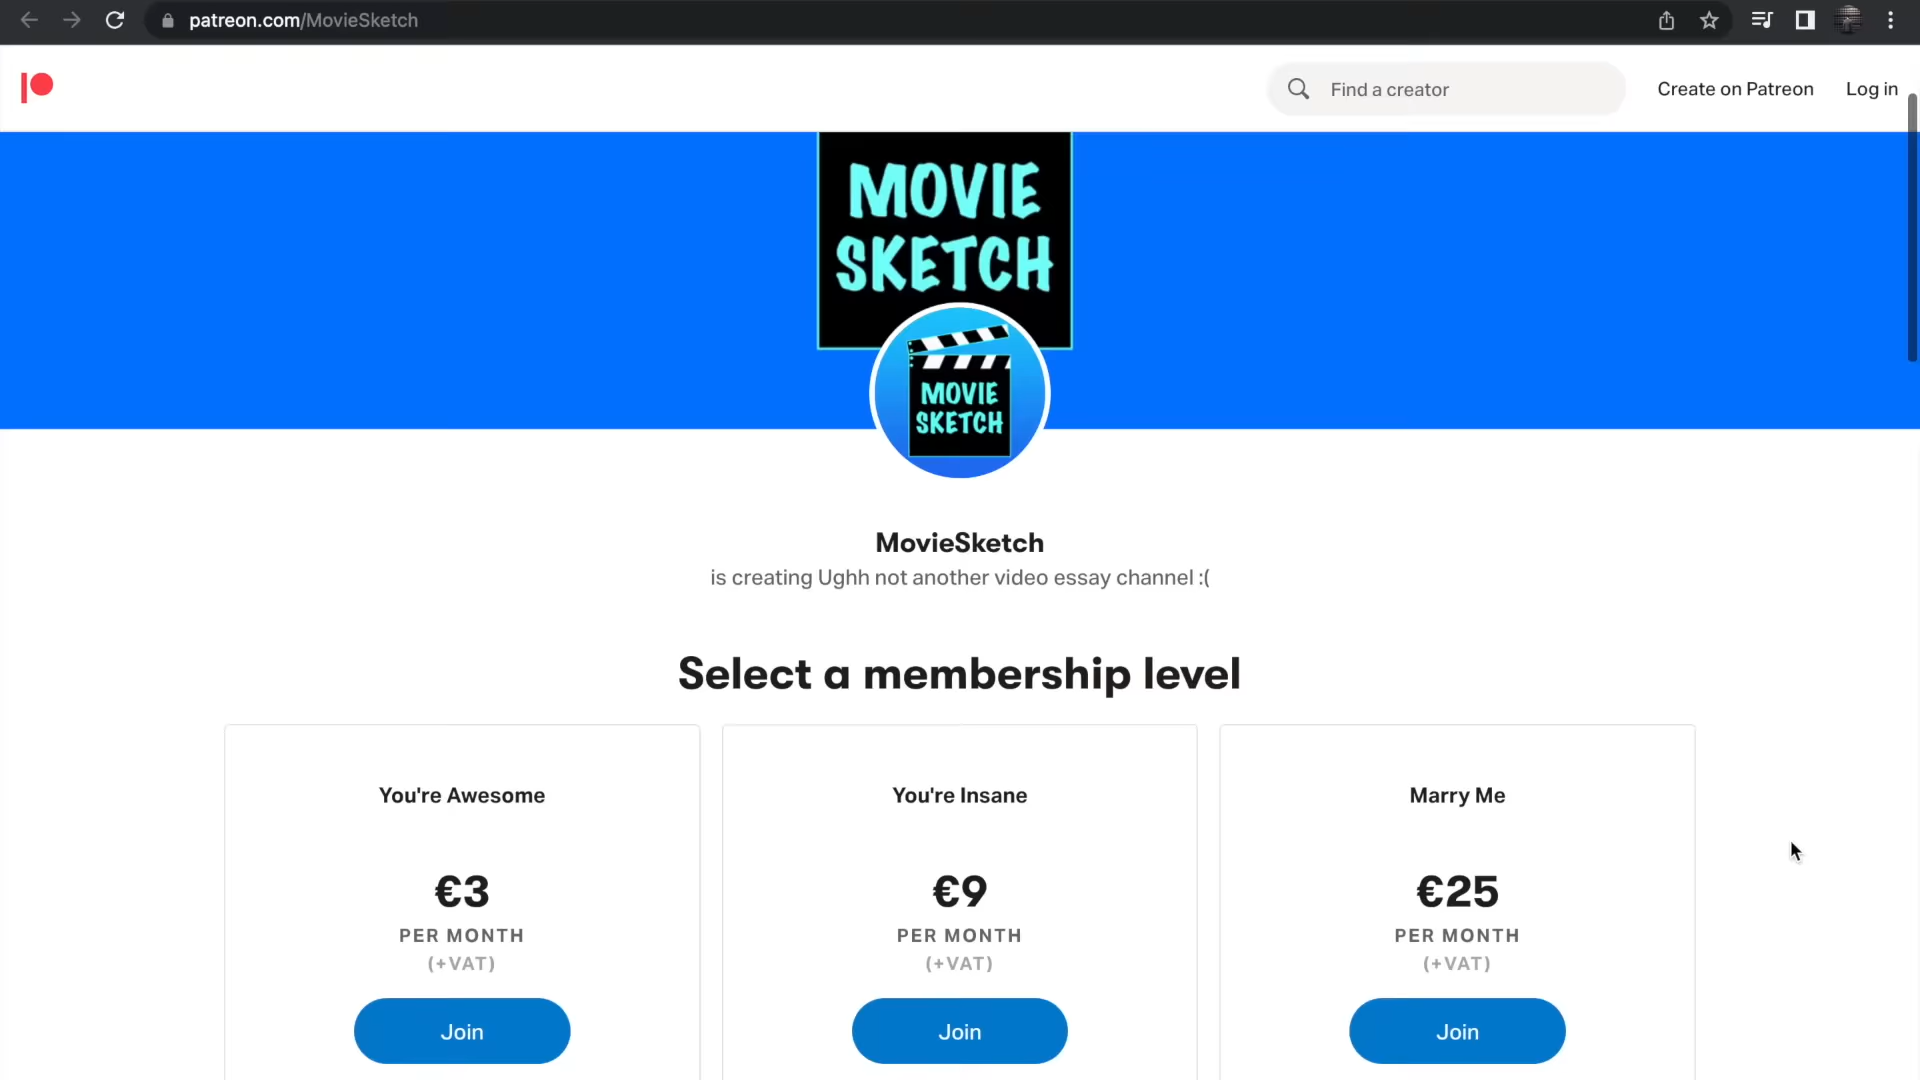 patreon.com/MovieSketch
Find a creator
Create on Patreon
Log in
MOVIE
SKETCH
MOVIE
SKETCH
MovieSketch
is creating Ughh not another video essay channel :(
Select a membership level
You're Awesome
€3
PER MONTH
(+VAT)
Join
You're Insane
€9
PER MONTH
(+VAT)
Join
Marry Me
€25
PER MONTH
(+VAT)
Join